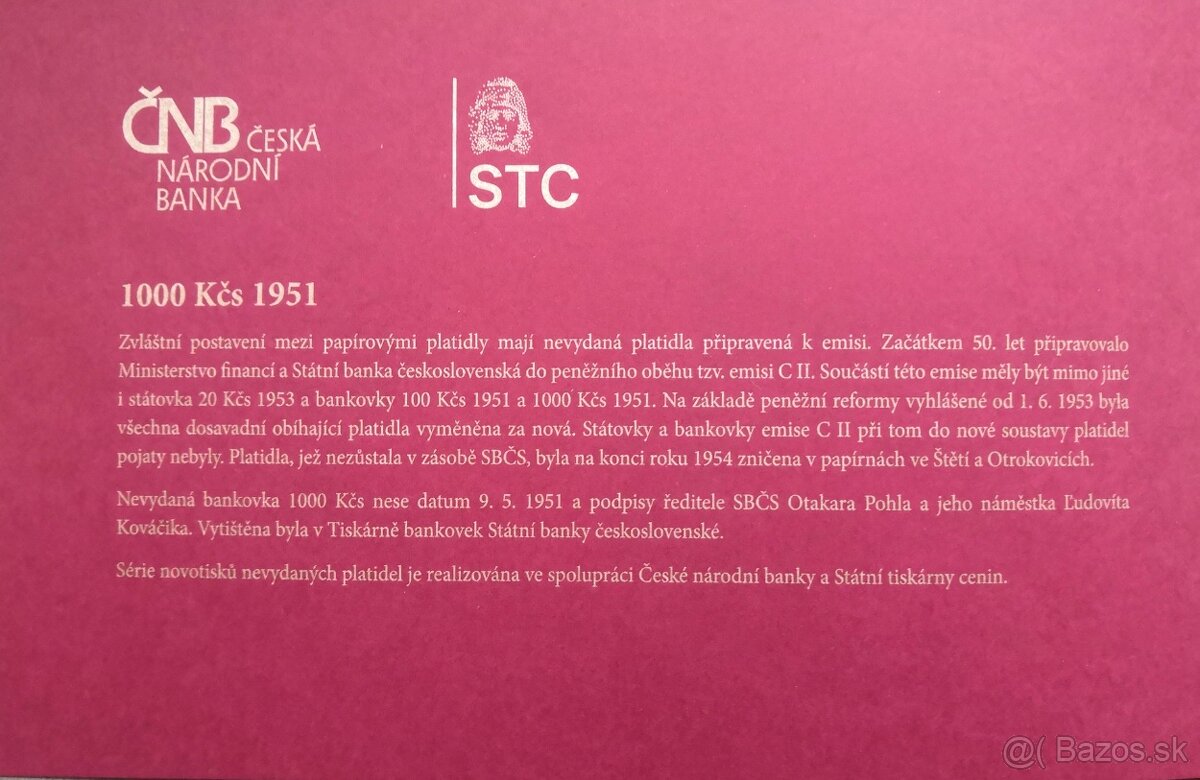 ČNB ČESKÁ
NÁRODNÍ
BANKA
STC
1000 Kčs 1951
Zvláštní postavení mezi papírovými platidly mají nevydaná platidla připravená k emisi. Začátkem 50. let připravovalo
Ministerstvo financí a Státní banka československá do peněžního oběhu tzv. emisi C II. Součástí této emise měly být mimo jiné
i státovka 20 Kčs 1953 a bankovky 100 Kčs 1951 a 1000 Kčs 1951. Na základě peněžní reformy vyhlášené od 1. 6. 1953 byla
všechna dosavadní obíhající platidla vyměněna za nová. Státovky a bankovky emise C II při tom do nové soustavy platidel
pojaty nebyly. Platidla, jež nezůstala v zásobě SBČS, byla na konci roku 1954 zničena v papírnách ve Štětí a Otrokovicích.
Nevydaná bankovka 1000 Kčs nese datum 9. 5. 1951 a podpisy ředitele SBČS Otakara Pohla a jeho náměstka Ľudovíta
Kováčika. Vytištěna byla v Tiskárně bankovek Státní banky československé.
Série novotisků nevydaných platidel je realizována ve spolupráci České národní banky a Státní tiskárny cenin.
@( Bazos.sk